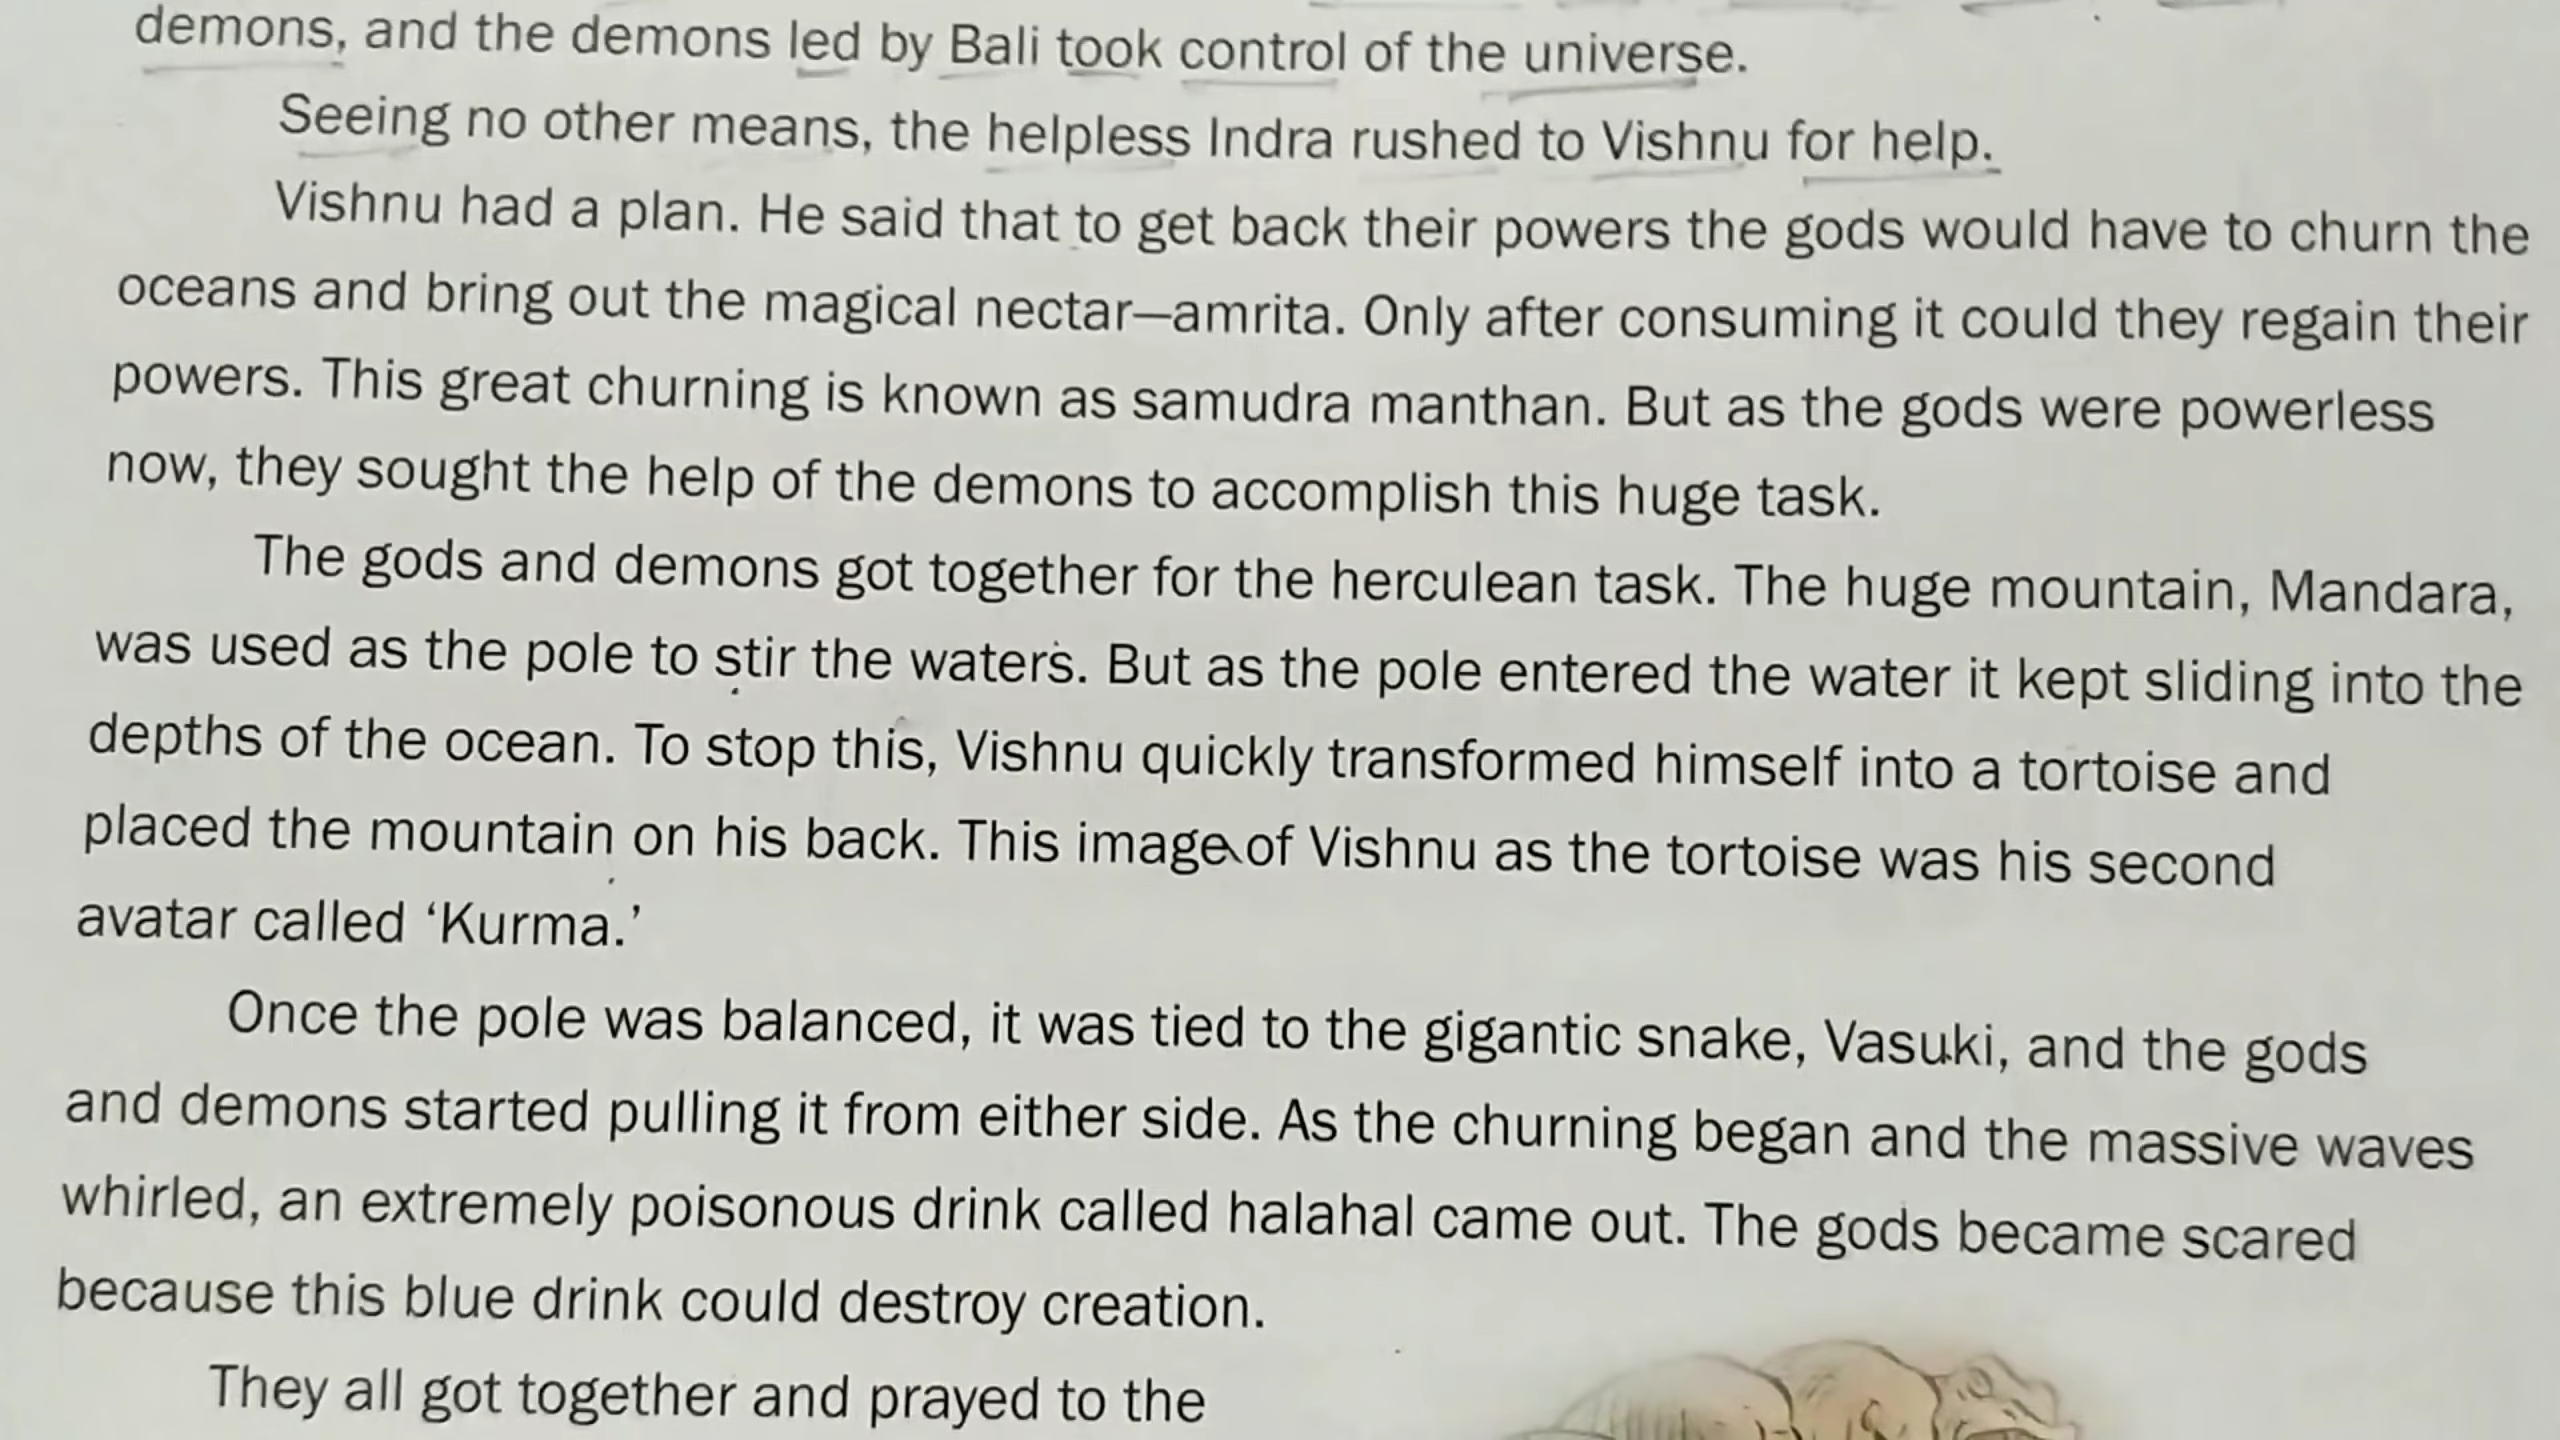 demons, and the demons led by Bali took control of the universe.
Seeing no other means, the helpless Indra rushed to Vishnu for help.
Vishnu had a plan. He said that to get back their powers the gods would have to churn the
oceans and bring out the magical nectar—amrita. Only after consuming it could they regain their
powers. This great churning is known as samudra manthan. But as the gods were powerless
now, they sought the help of the demons to accomplish this huge task.
The gods and demons got together for the herculean task. The huge mountain, Mandara,
was used as the pole to stir the waters. But as the pole entered the water it kept sliding into the
depths of the ocean. To stop this, Vishnu quickly transformed himself into a tortoise and
placed the mountain on his back. This image of Vishnu as the tortoise was his second
avatar called ‘Kurma.’
Once the pole was balanced, it was tied to the gigantic snake, Vasuki, and the gods
and demons started pulling it from either side. As the churning began and the massive waves
whirled, an extremely poisonous drink called halahal came out. The gods became scared
because this blue drink could destroy creation.
They all got together and prayed to the